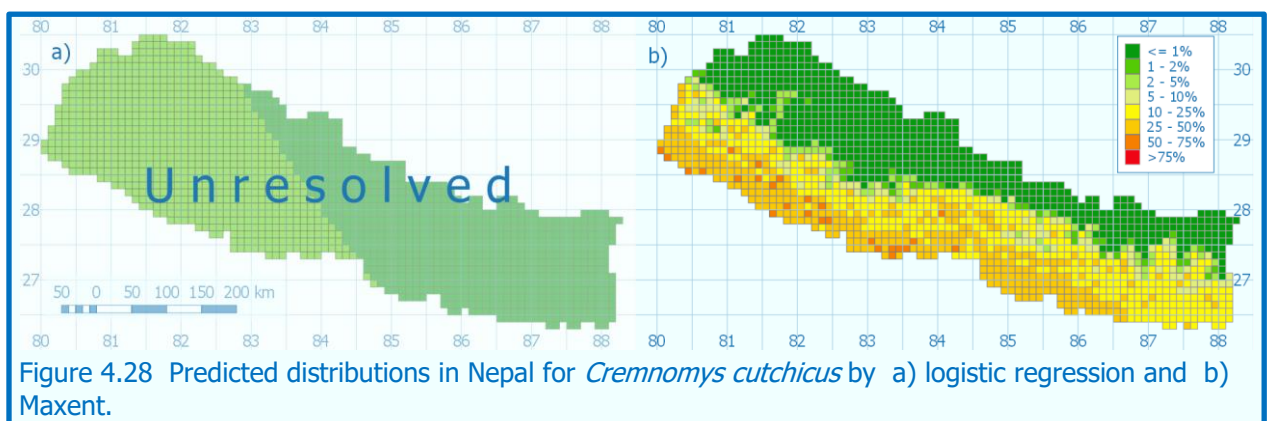 80 81 82 83 84 85 86 87 88
80 81 82 83 84 85 86 87 88
a)
b)
<= 1%
1 - 2%
2 - 5%
5 - 10%
10 - 25%
25 - 50%
50 - 75%
>75%
30
30
29
29
Unresolved
28
28
27
27
50 0 50 100 150 200 km
80 81 82 83 84 85 86 87 88
80 81 82 83 84 85 86 87 88
Figure 4.28 Predicted distributions in Nepal for Cremnomys cutchicus by a) logistic regression and b)
Maxent.